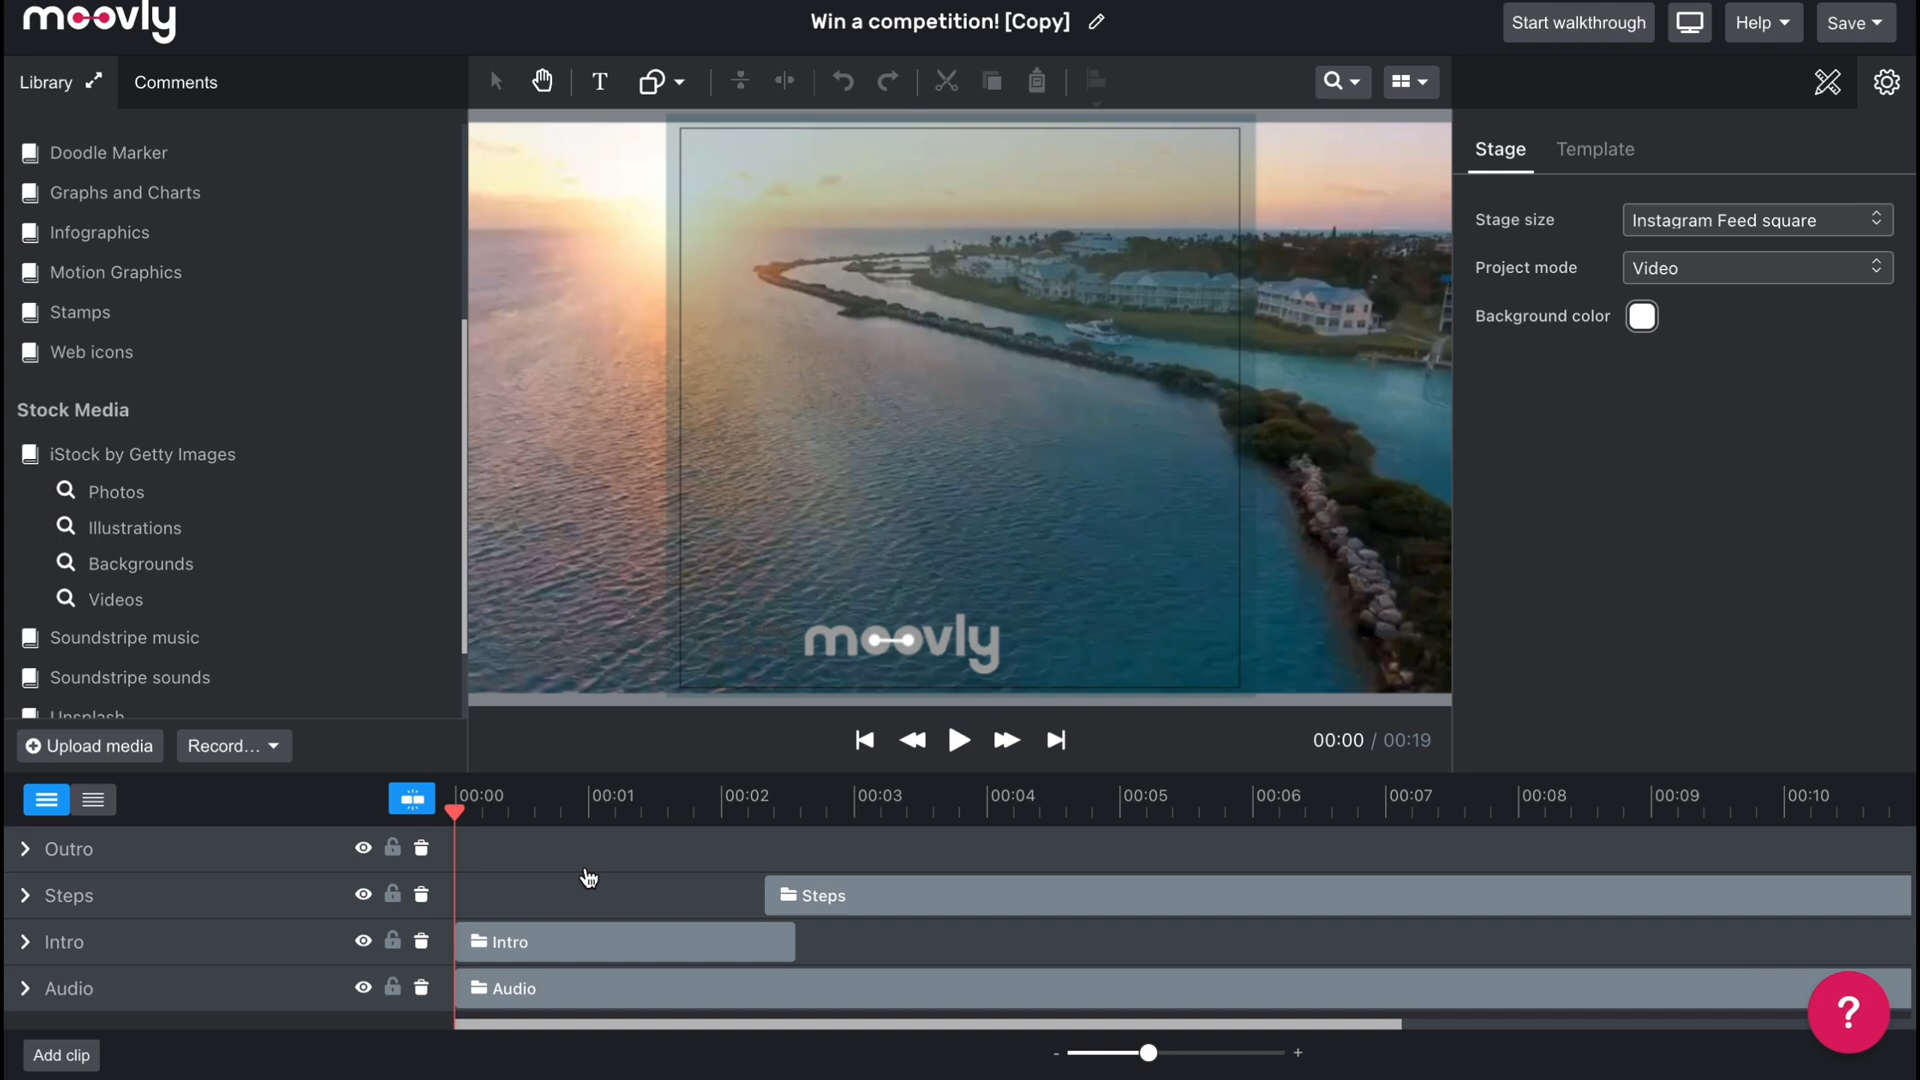 moovly
Win a competition! [Copy]
Start walkthrough
Help
Save
Library
Comments
T
Doodle Marker
Graphs and Charts
Infographics
Motion Graphics
Stamps
Web icons
Stock Media
iStock by Getty Images
Photos
Illustrations
Backgrounds
Videos
Soundstripe music
Soundstripe sounds
Unsplash
Upload media
Record...
moovly
00:00 / 00:19
Stage
Template
Stage size
Instagram Feed square
Project mode
Video
Background color
00:00
00:01
00:02
00:03
00:04
00:05
00:06
00:07
00:08
00:09
00:10
Outro
Steps
Steps
Intro
Intro
Audio
Audio
Add clip
- +
?